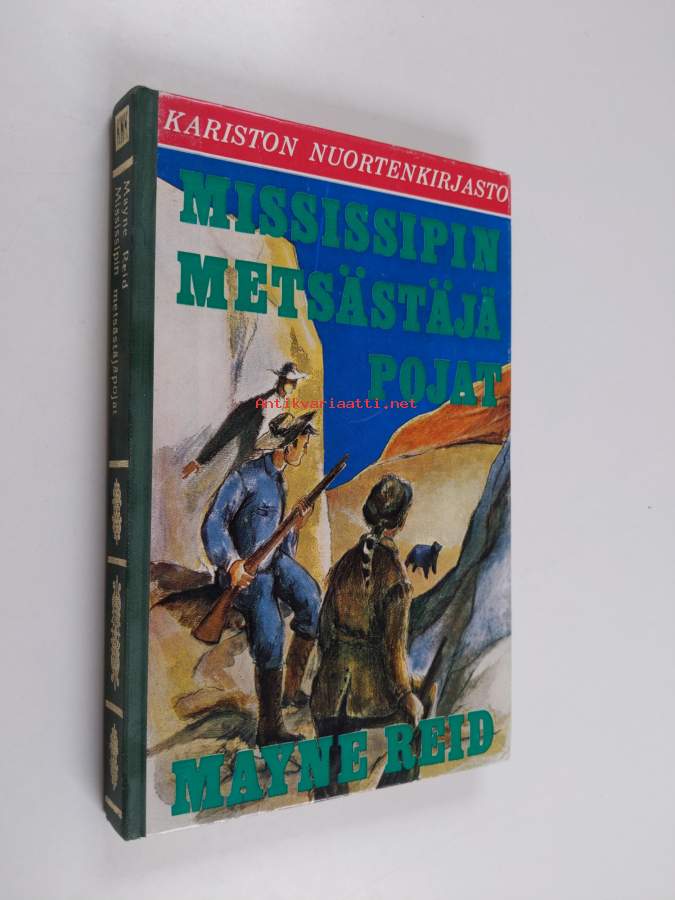 KARISTON NUORTENKIRJASTO
MISSISSIPIN
METSÄSTÄJÄ
POJAT
Antikvariaatti.net
MAYNE REID
Mayne Reid
Mississipin metsästäjäpojat